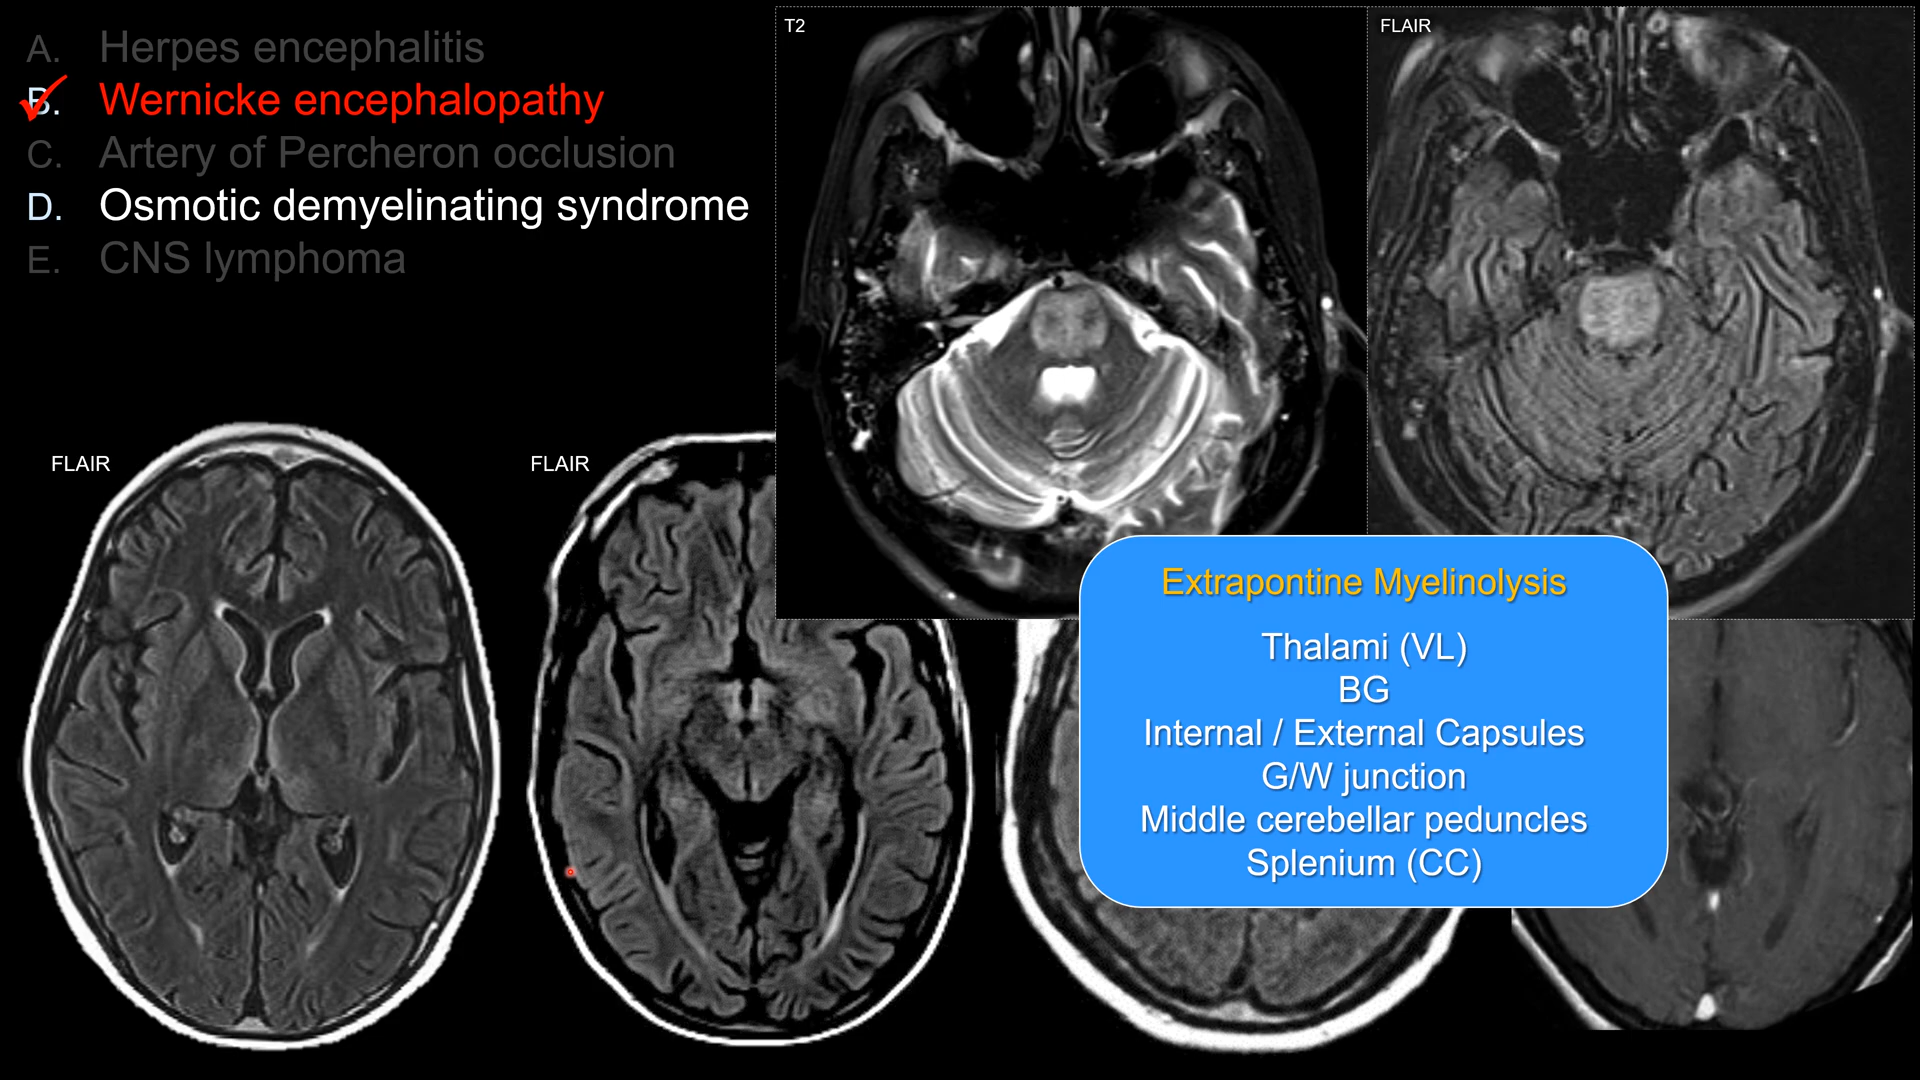 A. Herpes encephalitis
B. Wernicke encephalopathy
C. Artery of Percheron occlusion
D. Osmotic demyelinating syndrome
E. CNS lymphoma
T2
FLAIR
FLAIR
FLAIR
Extrapontine Myelinolysis
Thalami (VL)
BG
Internal / External Capsules
G/W junction
Middle cerebellar peduncles
Splenium (CC)